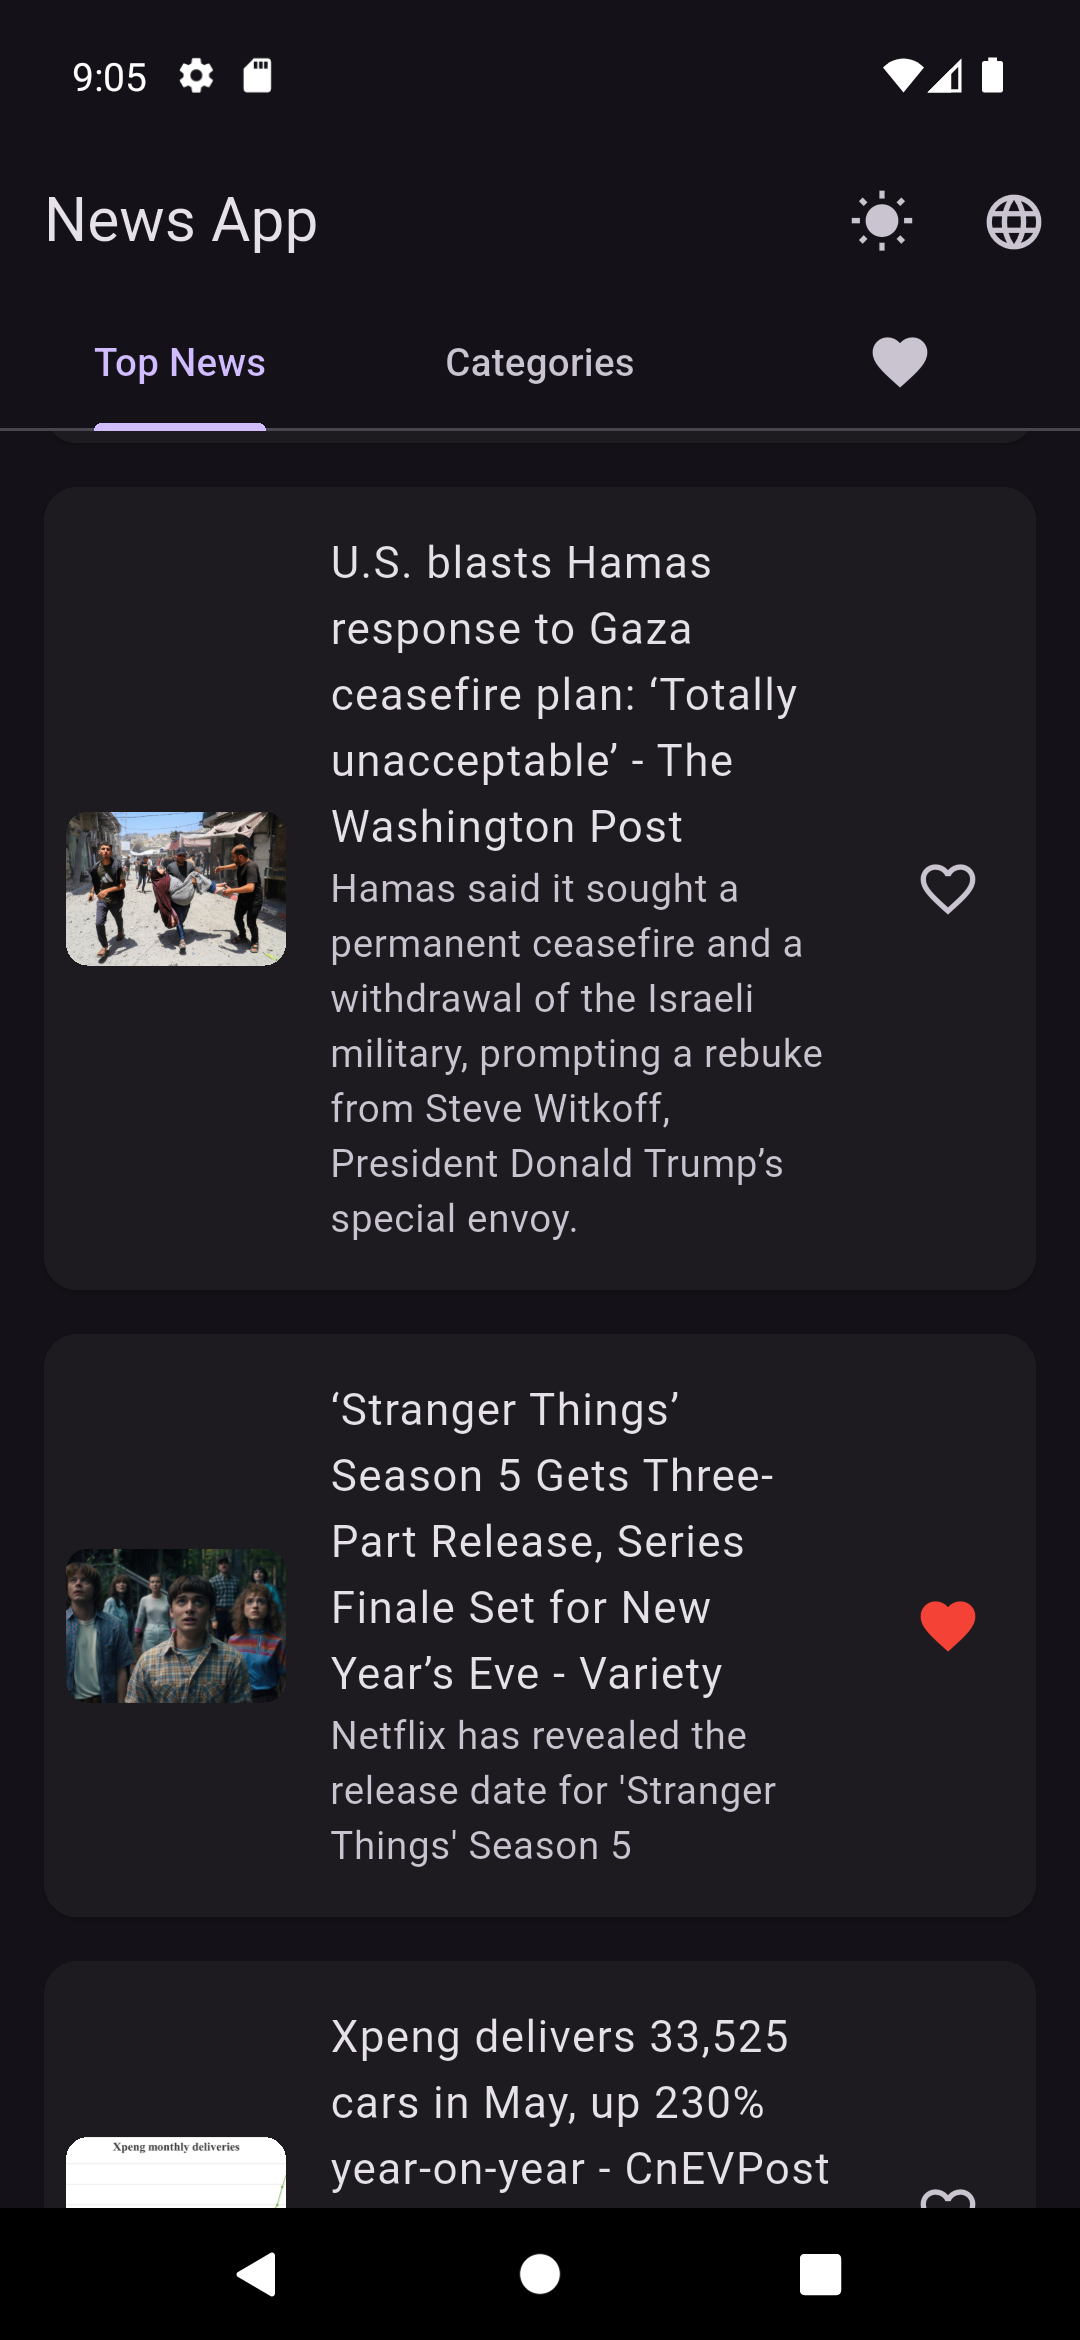 9:05
News App
Top News
Categories
U.S. blasts Hamas
response to Gaza
ceasefire plan: ‘Totally
unacceptable’ - The
Washington Post
Hamas said it sought a
permanent ceasefire and a
withdrawal of the Israeli
military, prompting a rebuke
from Steve Witkoff,
President Donald Trump’s
special envoy.
‘Stranger Things’
Season 5 Gets Three-
Part Release, Series
Finale Set for New
Year’s Eve - Variety
Netflix has revealed the
release date for 'Stranger
Things' Season 5
Xpeng delivers 33,525
cars in May, up 230%
year-on-year - CnEVPost
Xpeng monthly deliveries